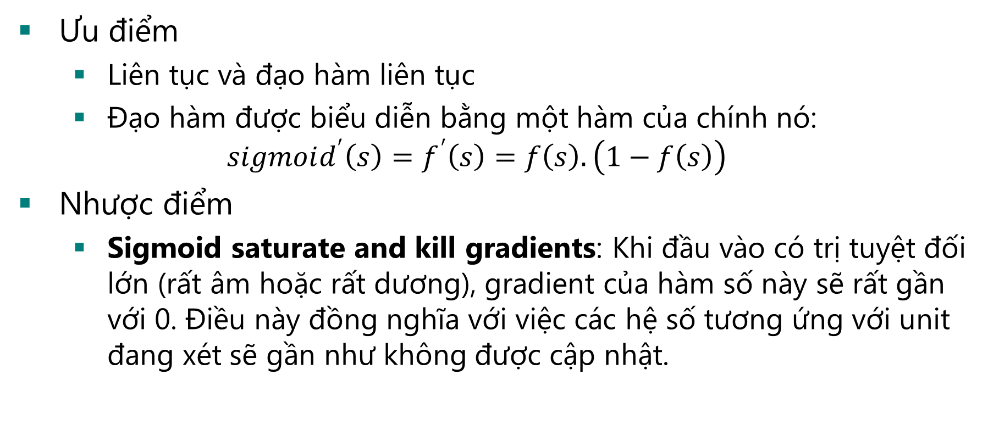 ▪ Ưu điểm
▪ Liên tục và đạo hàm liên tục
▪ Đạo hàm được biểu diễn bằng một hàm của chính nó:
sigmoid′(s) = f′(s) = f(s).(1 − f(s))
▪ Nhược điểm
▪ Sigmoid saturate and kill gradients: Khi đầu vào có trị tuyệt đối
lớn (rất âm hoặc rất dương), gradient của hàm số này sẽ rất gần
với 0. Điều này đồng nghĩa với việc các hệ số tương ứng với unit
đang xét sẽ gần như không được cập nhật.